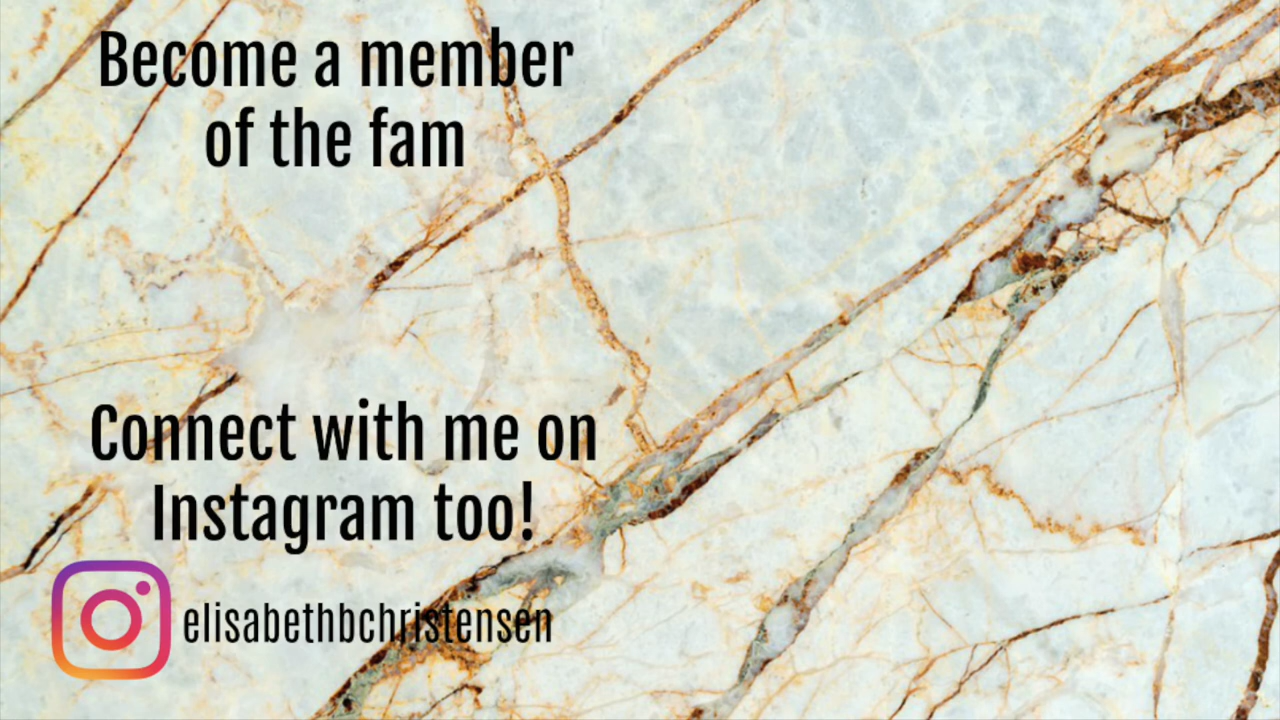 Become a member
of the fam
Connect with me on
Instagram too!
elisabethbchristensen